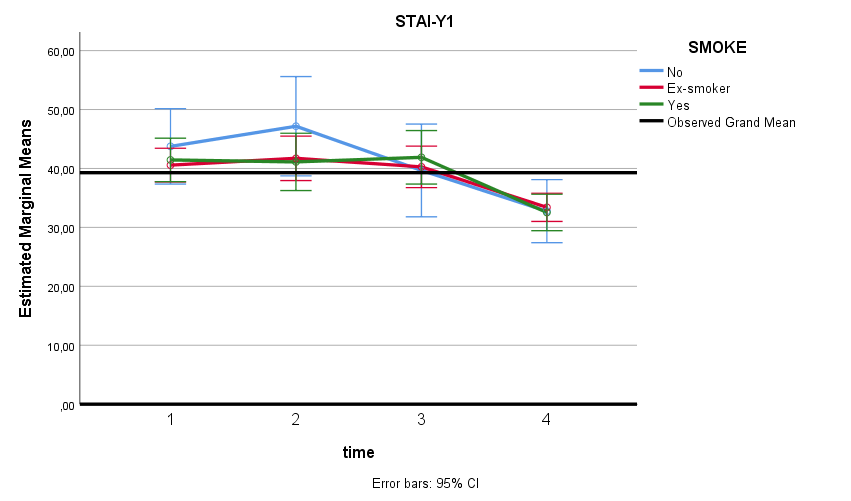 STAI-Y1
SMOKE
No
Ex-smoker
Yes
Observed Grand Mean
Estimated Marginal Means
60,00
50,00
40,00
30,00
20,00
10,00
,00
1 2 3 4
time
Error bars: 95% CI